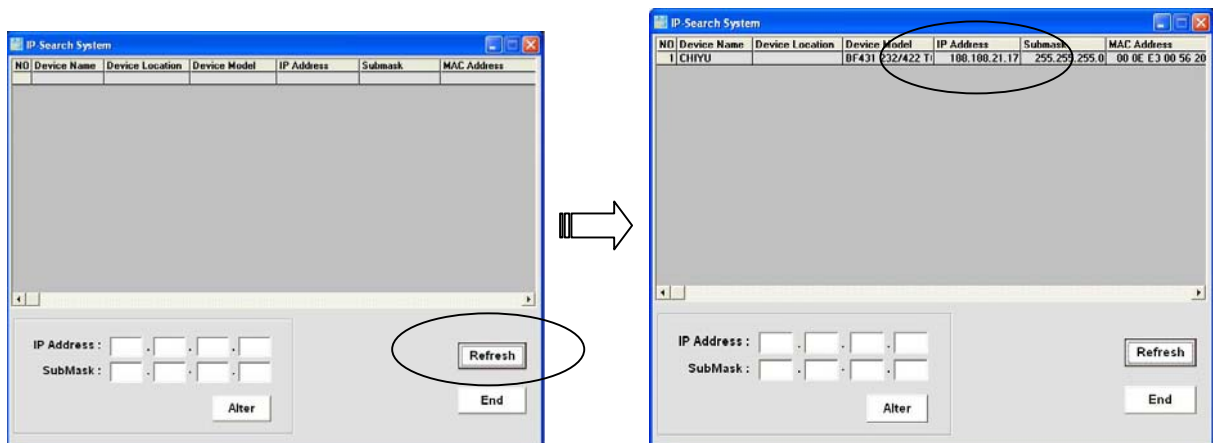 IP-Search System
NO Device Name Device Location Device Model IP Address Submask MAC Address
IP Address : . . .
SubMask : . . .
Refresh
Alter
End
IP-Search System
NO Device Name Device Location Device Model IP Address Submask MAC Address
1 CHIYU BF431 232/422 T 100.100.21.17 255.255.255.0 00 0E E3 00 56 20
IP Address : . . .
SubMask : . . .
Refresh
Alter
End